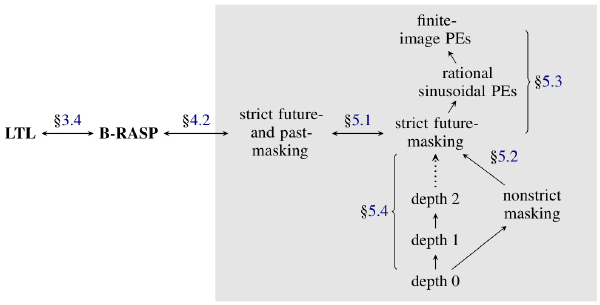 finite-
image PEs
rational
sinusoidal PEs
§5.3
LTL
§3.4
B-RASP
§4.2
strict future-
and past-
masking
§5.1
strict future-
masking
§5.2
§5.4
depth 2
depth 1
depth 0
nonstrict
masking